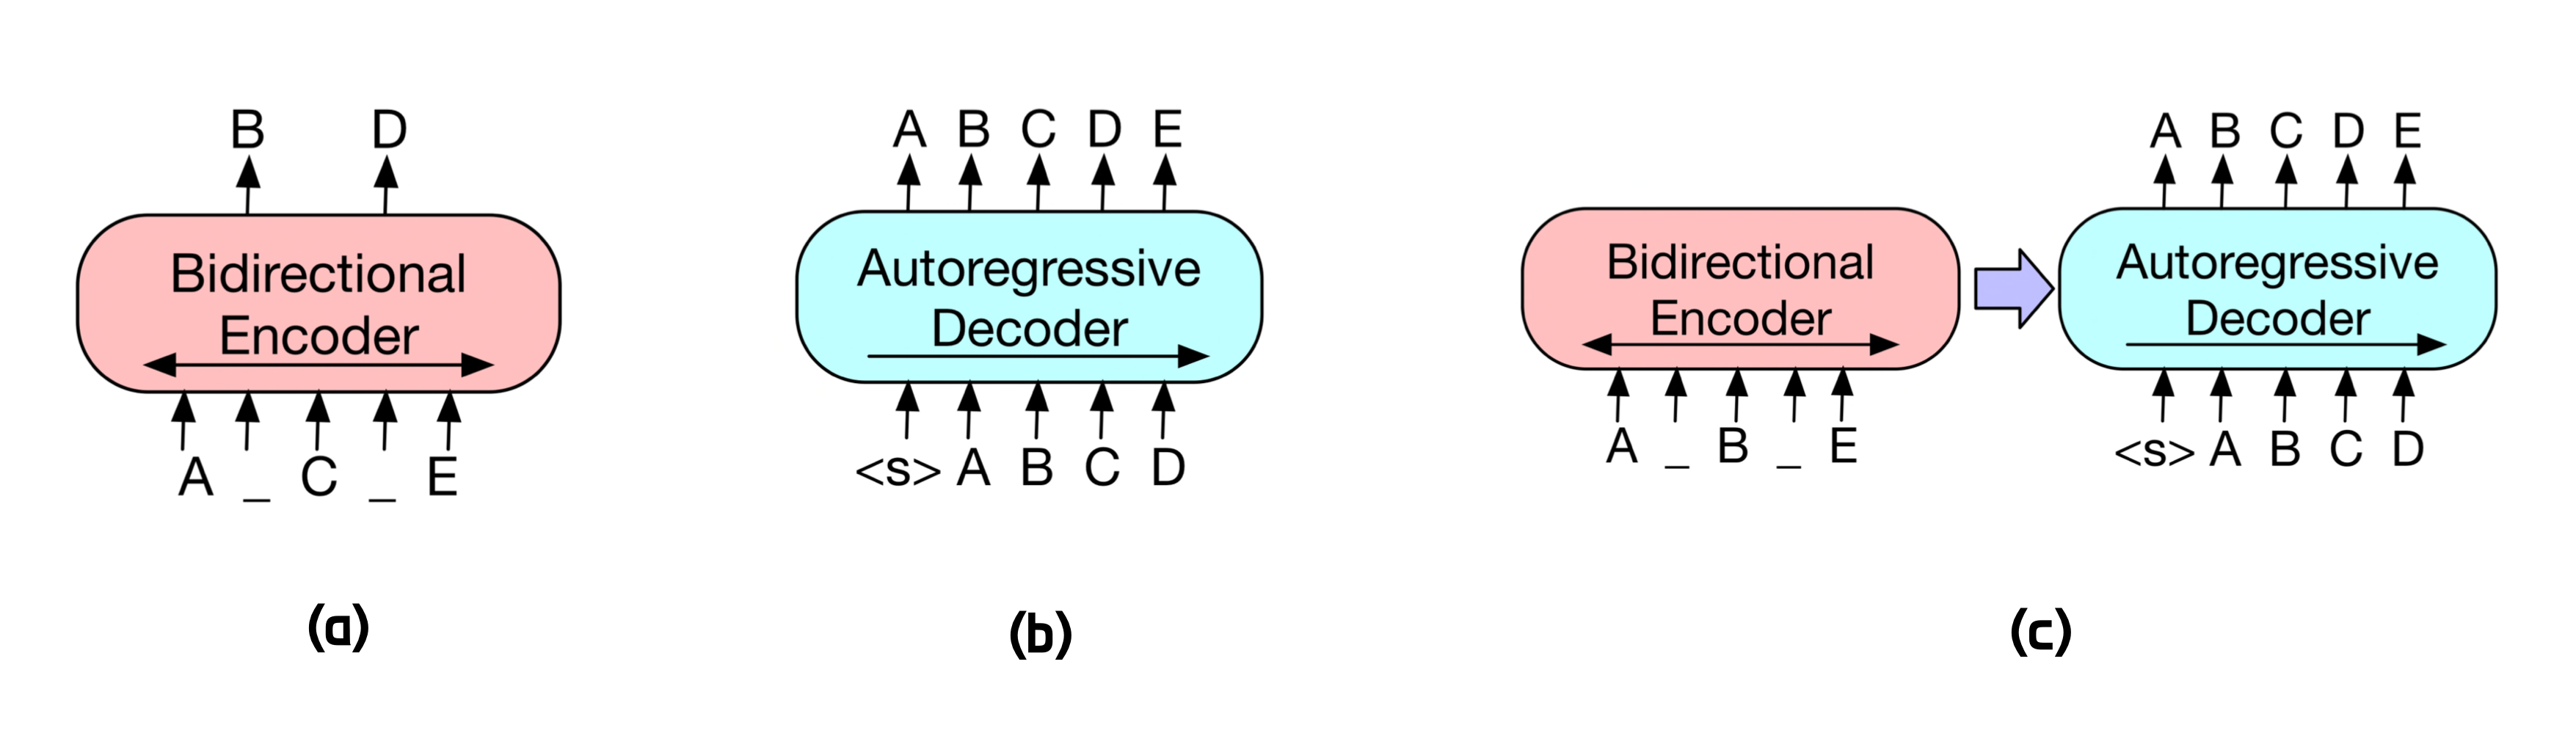 B D
Bidirectional
Encoder
A _ C _ E
(a)
A B C D E
Autoregressive
Decoder
<s> A B C D
(b)
Bidirectional
Encoder
A _ B _ E
A B C D E
Autoregressive
Decoder
<s> A B C D
(c)